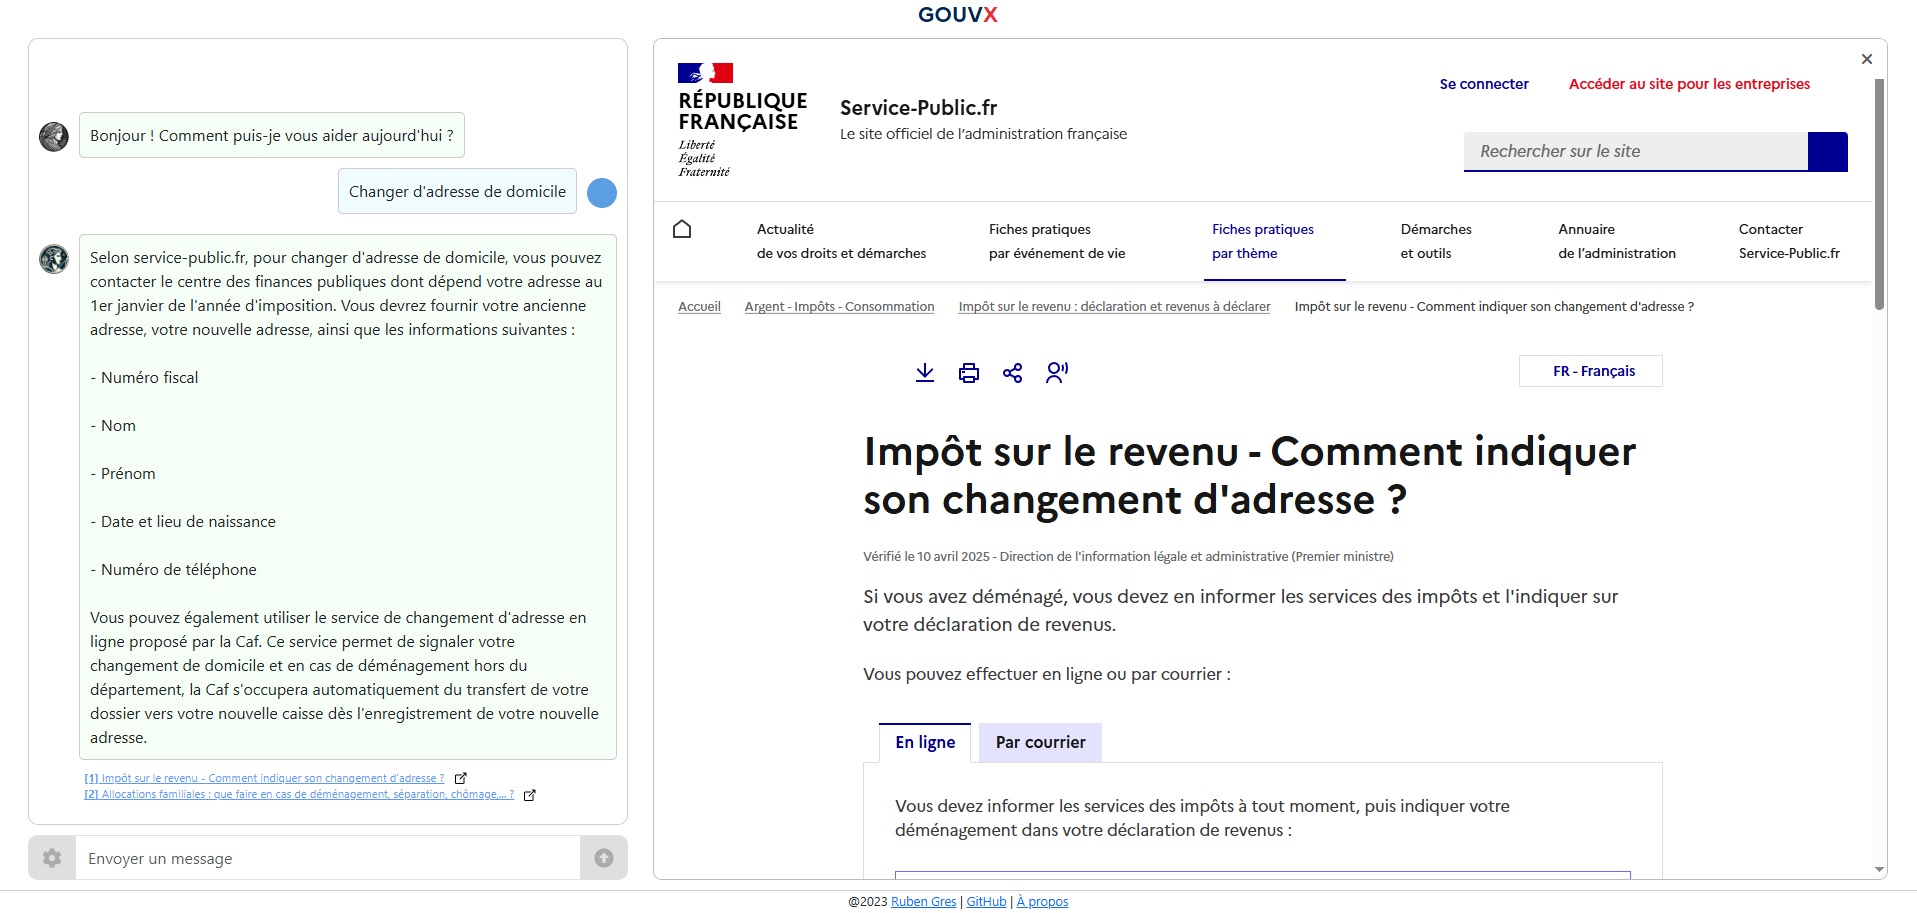 GOUVX
Bonjour ! Comment puis-je vous aider aujourd'hui ?
Changer d'adresse de domicile
Selon service-public.fr, pour changer d'adresse de domicile, vous pouvez
contacter le centre des finances publiques dont dépend votre adresse au
1er janvier de l'année d'imposition. Vous devrez fournir votre ancienne
adresse, votre nouvelle adresse, ainsi que les informations suivantes :
- Numéro fiscal
- Nom
- Prénom
- Date et lieu de naissance
- Numéro de téléphone
Vous pouvez également utiliser le service de changement d'adresse en
ligne proposé par la Caf. Ce service permet de signaler votre
changement de domicile et en cas de déménagement hors du
département, la Caf s'occupera automatiquement du transfert de votre
dossier vers votre nouvelle caisse dès l'enregistrement de votre nouvelle
adresse.
[1] Impôt sur le revenu - Comment indiquer son changement d'adresse ?
[2] Allocations familiales : que faire en cas de déménagement, séparation, chômage,... ?
Envoyer un message
RÉPUBLIQUE
FRANÇAISE
Liberté
Égalité
Fraternité
Service-Public.fr
Le site officiel de l'administration française
Se connecter
Accéder au site pour les entreprises
Rechercher sur le site
Actualité
de vos droits et démarches
Fiches pratiques
par événement de vie
Fiches pratiques
par thème
Démarches
et outils
Annuaire
de l'administration
Contacter
Service-Public.fr
Accueil Argent - Impôts - Consommation Impôt sur le revenu : déclaration et revenus à déclarer Impôt sur le revenu - Comment indiquer son changement d'adresse ?
FR - Français
Impôt sur le revenu - Comment indiquer
son changement d'adresse ?
Vérifié le 10 avril 2025 - Direction de l'information légale et administrative (Premier ministre)
Si vous avez déménagé, vous devez en informer les services des impôts et l'indiquer sur
votre déclaration de revenus.
Vous pouvez effectuer en ligne ou par courrier :
En ligne
Par courrier
Vous devez informer les services des impôts à tout moment, puis indiquer votre
déménagement dans votre déclaration de revenus :
@2023 Ruben Gres | GitHub | À propos